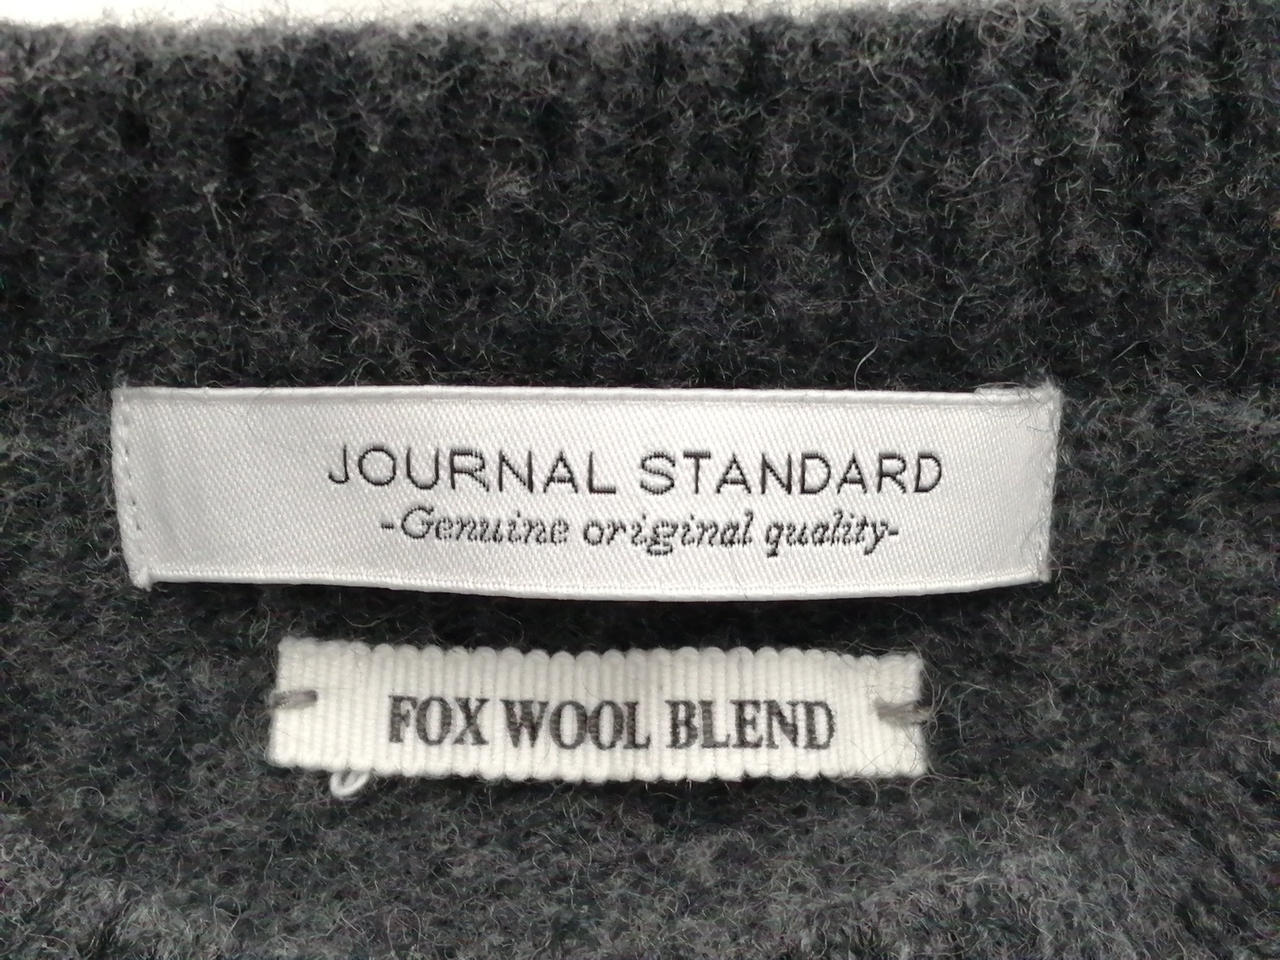 JOURNAL STANDARD
-Genuine original quality-
FOX WOOL BLEND